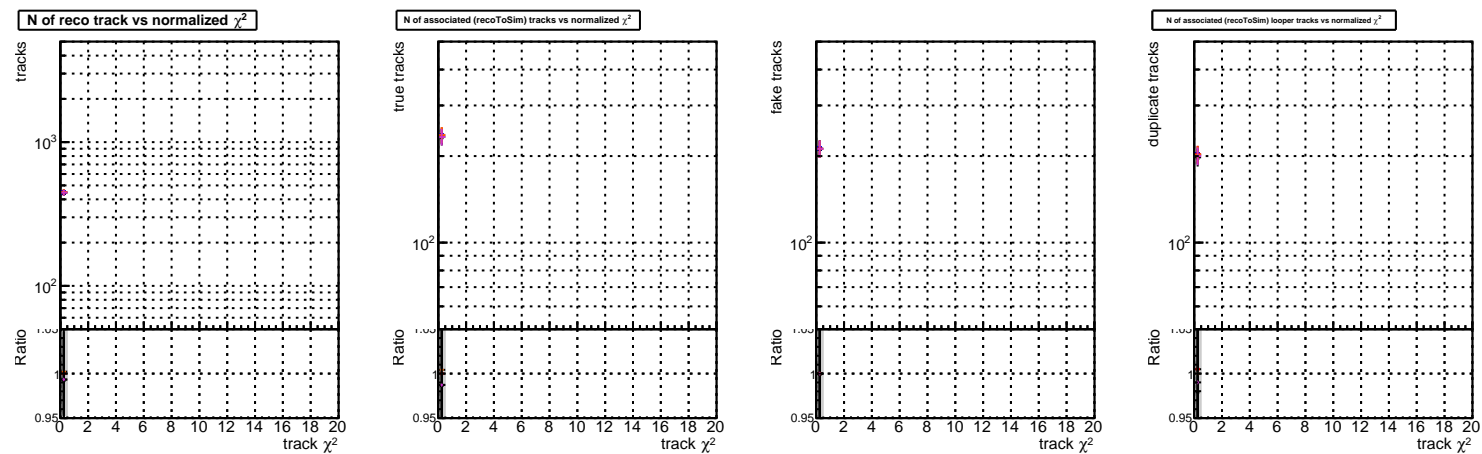 N of reco track vs normalized χ²
tracks
10³
10²
Ratio
1
0.95
0 2 4 6 8 10 12 14 16 18 20
track χ²
N of associated (recoToSim) tracks vs normalized χ²
true tracks
10²
Ratio
1
0.95
0 2 4 6 8 10 12 14 16 18 20
track χ²
fake tracks
10²
Ratio
1
0.95
0 2 4 6 8 10 12 14 16 18 20
track χ²
N of associated (recoToSim) looper tracks vs normalized χ²
duplicate tracks
10²
Ratio
1
0.95
0 2 4 6 8 10 12 14 16 18 20
track χ²